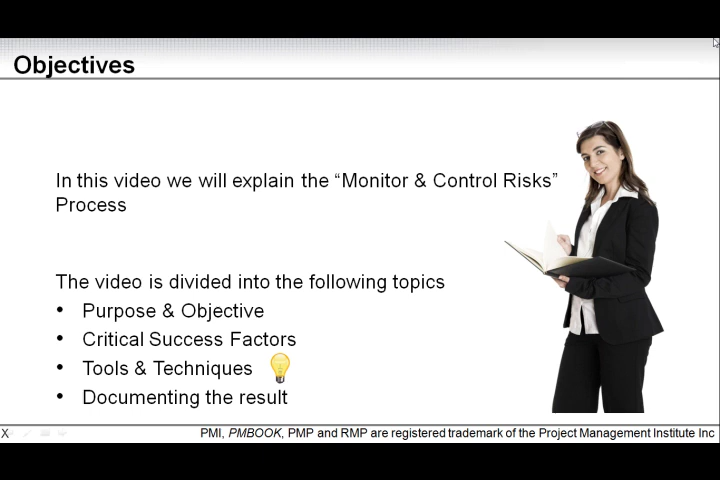 Objectives
In this video we will explain the “Monitor & Control Risks”
Process
The video is divided into the following topics
• Purpose & Objective
• Critical Success Factors
• Tools & Techniques
• Documenting the result
X
PMI, PMBOOK, PMP and RMP are registered trademark of the Project Management Institute Inc